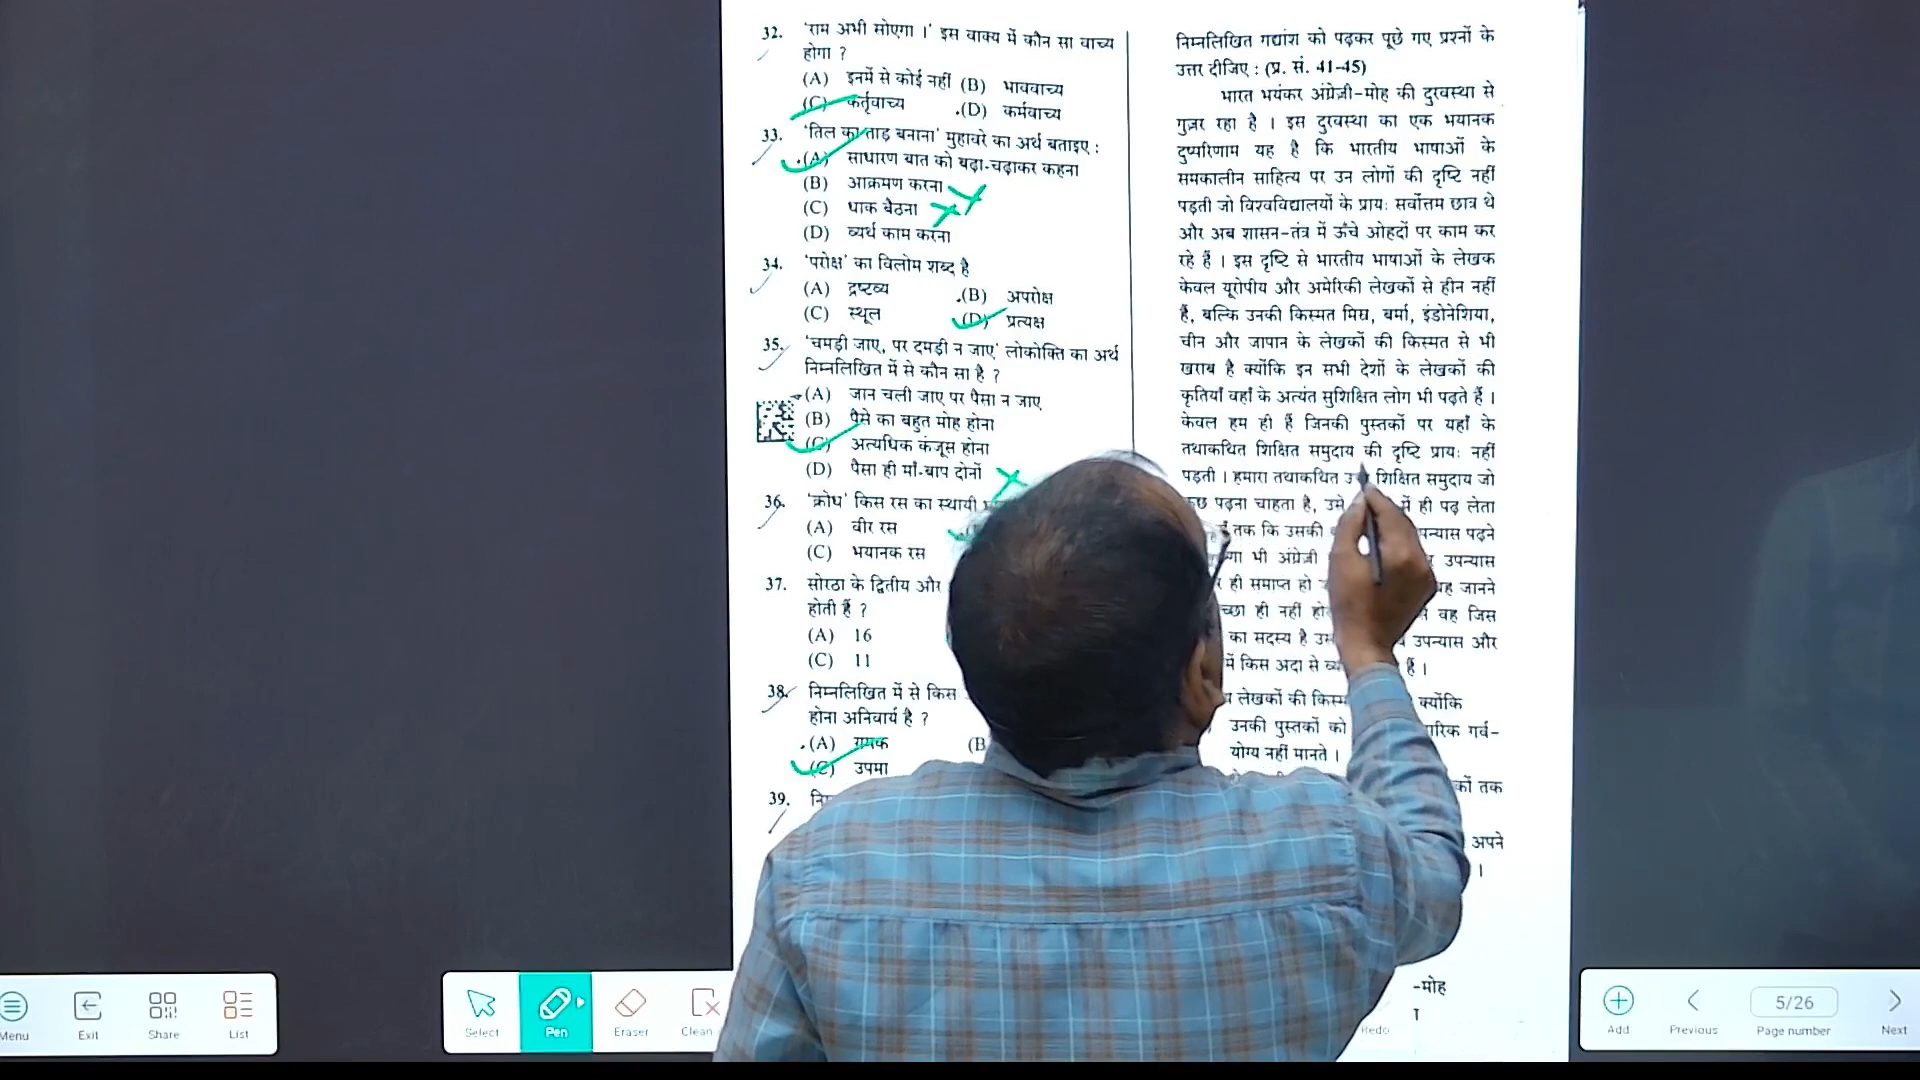 32. 'राम अभी सोएगा ।' इस वाक्य में कौन सा वाच्य
होगा ?
(A) इनमें से कोई नहीं (B) भाववाच्य
(C) कर्तृवाच्य (D) कर्मवाच्य
33. 'तिल का ताड़ बनाना' मुहावरे का अर्थ बताइए :
(A) साधारण बात को बढ़ा-चढ़ाकर कहना
(B) आक्रमण करना
(C) धाक बैठना
(D) व्यर्थ काम करना
34. 'परोक्ष' का विलोम शब्द है
(A) द्रष्टव्य (B) अपरोक्ष
(C) स्थूल (D) प्रत्यक्ष
35. 'चमड़ी जाए, पर दमड़ी न जाए' लोकोक्ति का अर्थ
निम्नलिखित में से कौन सा है ?
(A) जान चली जाए पर पैसा न जाए
(B) पैसे का बहुत मोह होना
(C) अत्यधिक कंजूस होना
(D) पैसा ही माँ-बाप दोनों
36. 'क्रोध' किस रस का स्थायी
(A) वीर रस
(C) भयानक रस
37. सोरठा के द्वितीय और
होती हैं ?
(A) 16
(C) 11
38. निम्नलिखित में से किस
होना अनिवार्य है ?
(A) यमक (B
(C) उपमा
39.
निम्नलिखित गद्यांश को पढ़कर पूछे गए प्रश्नों के
उत्तर दीजिए : (प्र. सं. 41-45)
भारत भयंकर अंग्रेज़ी-मोह की दुरवस्था से
गुज़र रहा है । इस दुरवस्था का एक भयानक
दुष्परिणाम यह है कि भारतीय भाषाओं के
समकालीन साहित्य पर उन लोगों की दृष्टि नहीं
पड़ती जो विश्वविद्यालयों के प्रायः सर्वोत्तम छात्र थे
और अब शासन-तंत्र में ऊँचे ओहदों पर काम कर
रहे हैं । इस दृष्टि से भारतीय भाषाओं के लेखक
केवल यूरोपीय और अमेरिकी लेखकों से हीन नहीं
हैं, बल्कि उनकी किस्मत मिस्र, बर्मा, इंडोनेशिया,
चीन और जापान के लेखकों की किस्मत से भी
खराब है क्योंकि इन सभी देशों के लेखकों की
कृतियाँ वहाँ के अत्यंत सुशिक्षित लोग भी पढ़ते हैं ।
केवल हम ही हैं जिनकी पुस्तकों पर यहाँ के
तथाकथित शिक्षित समुदाय की दृष्टि प्रायः नहीं
पड़ती । हमारा तथाकथित शिक्षित समुदाय जो
पढ़ना चाहता है, उसे में ही पढ़ लेता
तक कि उसकी पढ़ने
भी अंग्रेज़ी उपन्यास
ही समाप्त हो जानने
ही नहीं वह जिस
का सदस्य है उपन्यास और
में किस अदा से हैं ।
लेखकों की क्योंकि
उनकी पुस्तकों को गर्व-
योग्य नहीं मानते ।
तक
अपने
।
-मोह
Menu Exit Share List
Select Pen Eraser Clean Redo
Add Previous 5/26 Page number Next